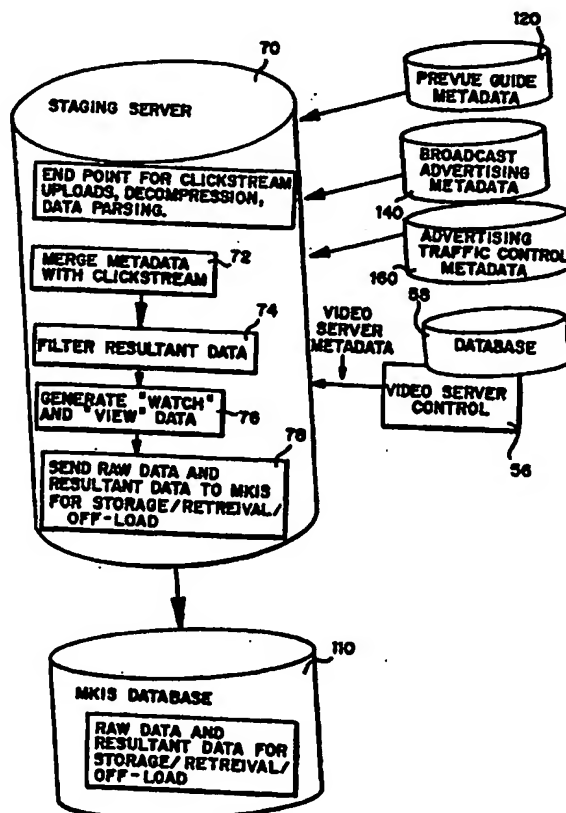 70
STAGING SERVER
END POINT FOR CLICKSTREAM
UPLOADS, DECOMPRESSION,
DATA PARSING.
72
MERGE METADATA
WITH CLICKSTREAM
74
FILTER RESULTANT DATA
GENERATE "WATCH"
AND "VIEW" DATA
76
78
SEND RAW DATA AND
RESULTANT DATA TO MKIS
FOR STORAGE/RETREIVAL/
OFF-LOAD
120
PREVUE GUIDE
METADATA
BROADCAST
ADVERTISING
METADATA
140
ADVERTISING
TRAFFIC CONTROL
METADATA
160
58
VIDEO
SERVER
METADATA
DATABASE
VIDEO SERVER
CONTROL
56
110
MKIS DATABASE
RAW DATA AND
RESULTANT DATA FOR
STORAGE/RETREIVAL/
OFF-LOAD